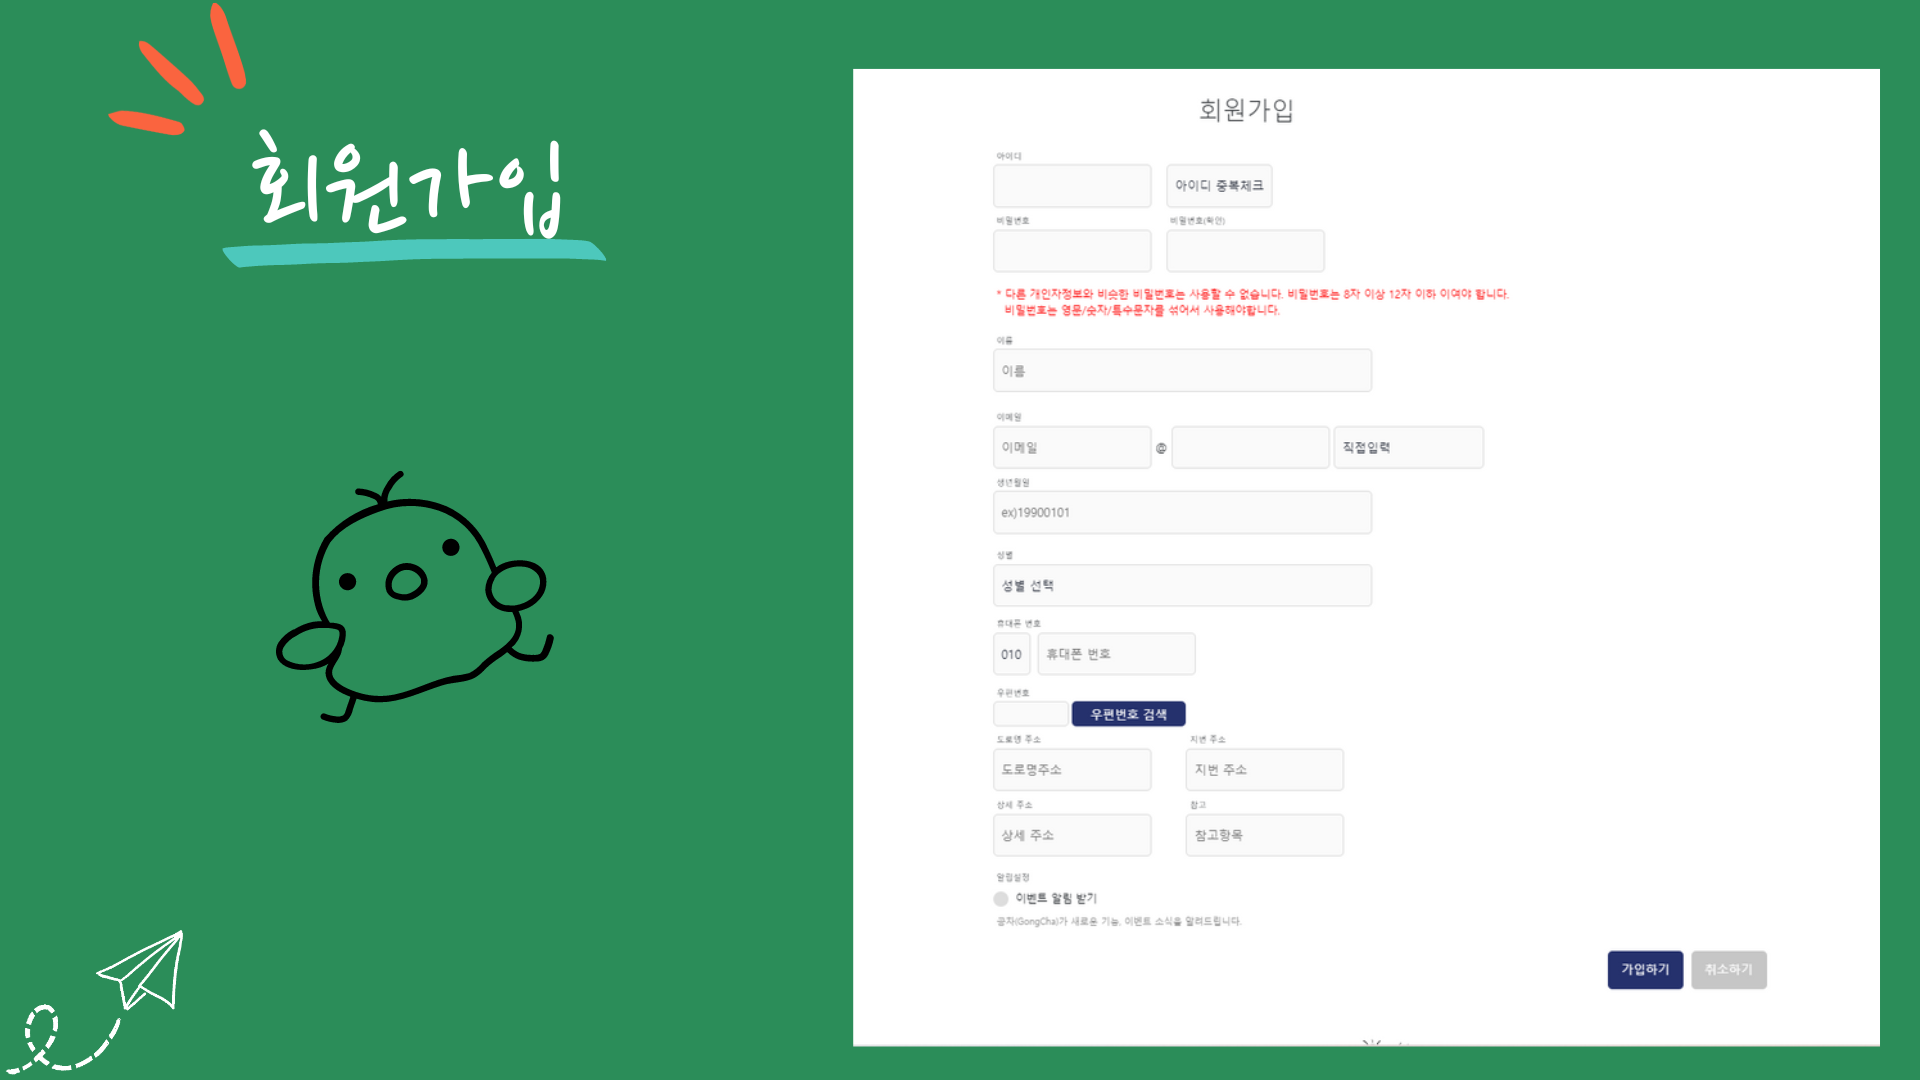 회원가입
회원가입
아이디
아이디 중복체크
비밀번호 비밀번호(확인)
* 다른 개인자정보와 비슷한 비밀번호는 사용할 수 없습니다. 비밀번호는 8자 이상 12자 이하 이여야 합니다.
비밀번호는 영문/숫자/특수문자를 섞어서 사용해야합니다.
이름
이름
이메일
이메일 @ 직접입력
생년월일
ex)19900101
성별
성별 선택
휴대폰 번호
010 휴대폰 번호
우편번호
우편번호 검색
도로명 주소 지번 주소
도로명주소 지번 주소
상세 주소 참고
상세 주소 참고항목
알림설정
이벤트 알림 받기
공차(GongCha)가 새로운 기능, 이벤트 소식을 알려드립니다.
가입하기 취소하기